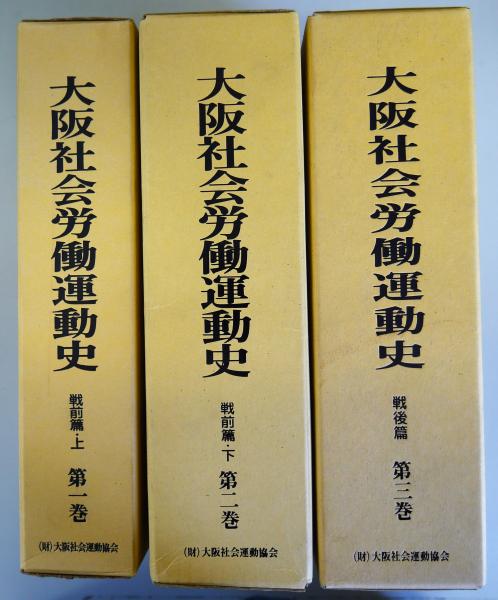 大阪社会労働運動史
戦前篇・上
第一巻
(財)大阪社会運動協会
大阪社会労働運動史
戦前篇・下
第二巻
(財)大阪社会運動協会
大阪社会労働運動史
戦後篇
第三巻
(財)大阪社会運動協会